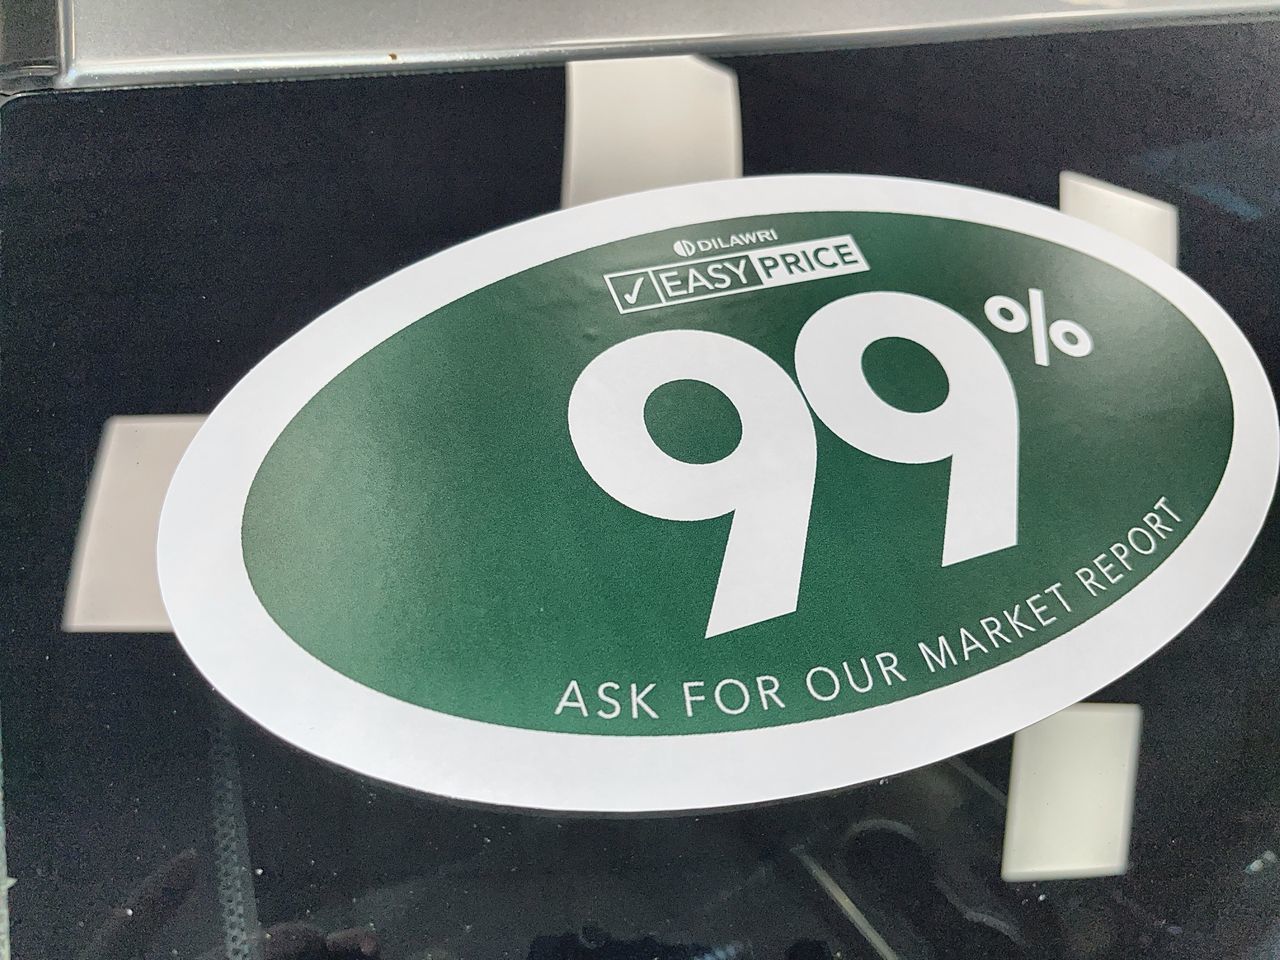 DILAWRI
✓ EASY PRICE
99%
ASK FOR OUR MARKET REPORT